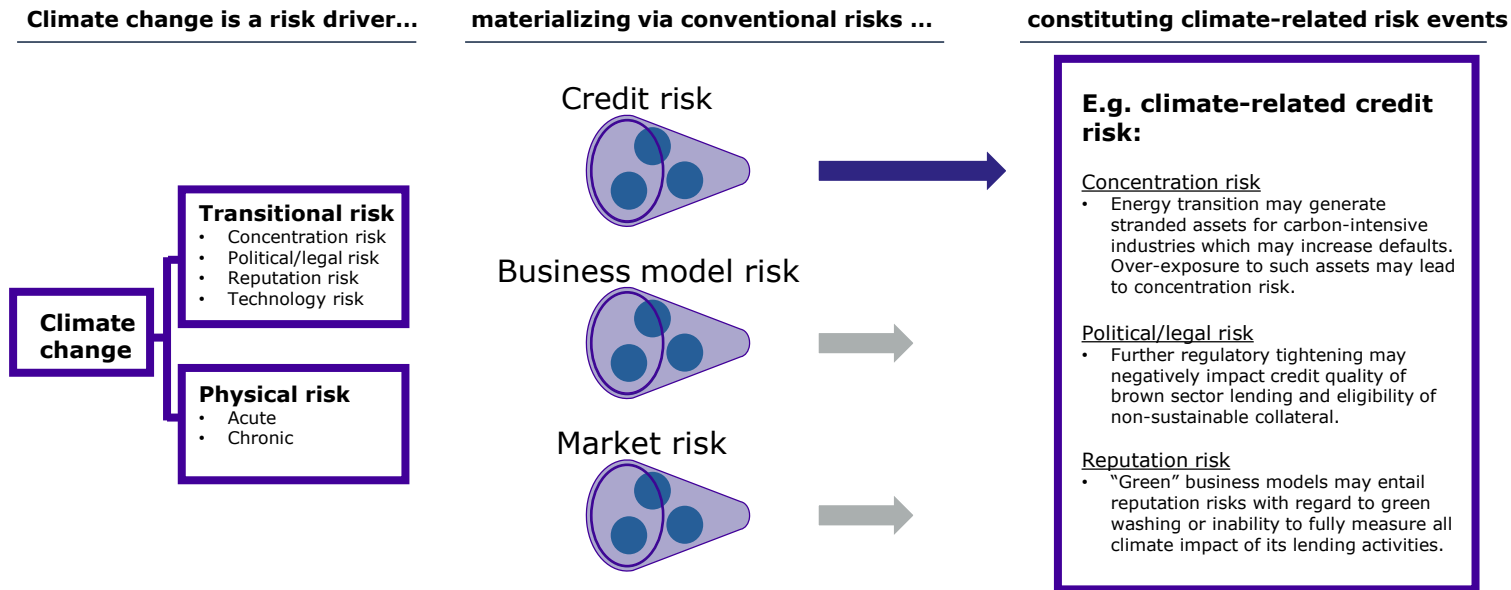 Climate change is a risk driver...
materializing via conventional risks ...
constituting climate-related risk events
Climate
change
Transitional risk
• Concentration risk
• Political/legal risk
• Reputation risk
• Technology risk
Physical risk
• Acute
• Chronic
Credit risk
Business model risk
Market risk
E.g. climate-related credit
risk:
Concentration risk
• Energy transition may generate
stranded assets for carbon-intensive
industries which may increase defaults.
Over-exposure to such assets may lead
to concentration risk.
Political/legal risk
• Further regulatory tightening may
negatively impact credit quality of
brown sector lending and eligibility of
non-sustainable collateral.
Reputation risk
• “Green” business models may entail
reputation risks with regard to green
washing or inability to fully measure all
climate impact of its lending activities.